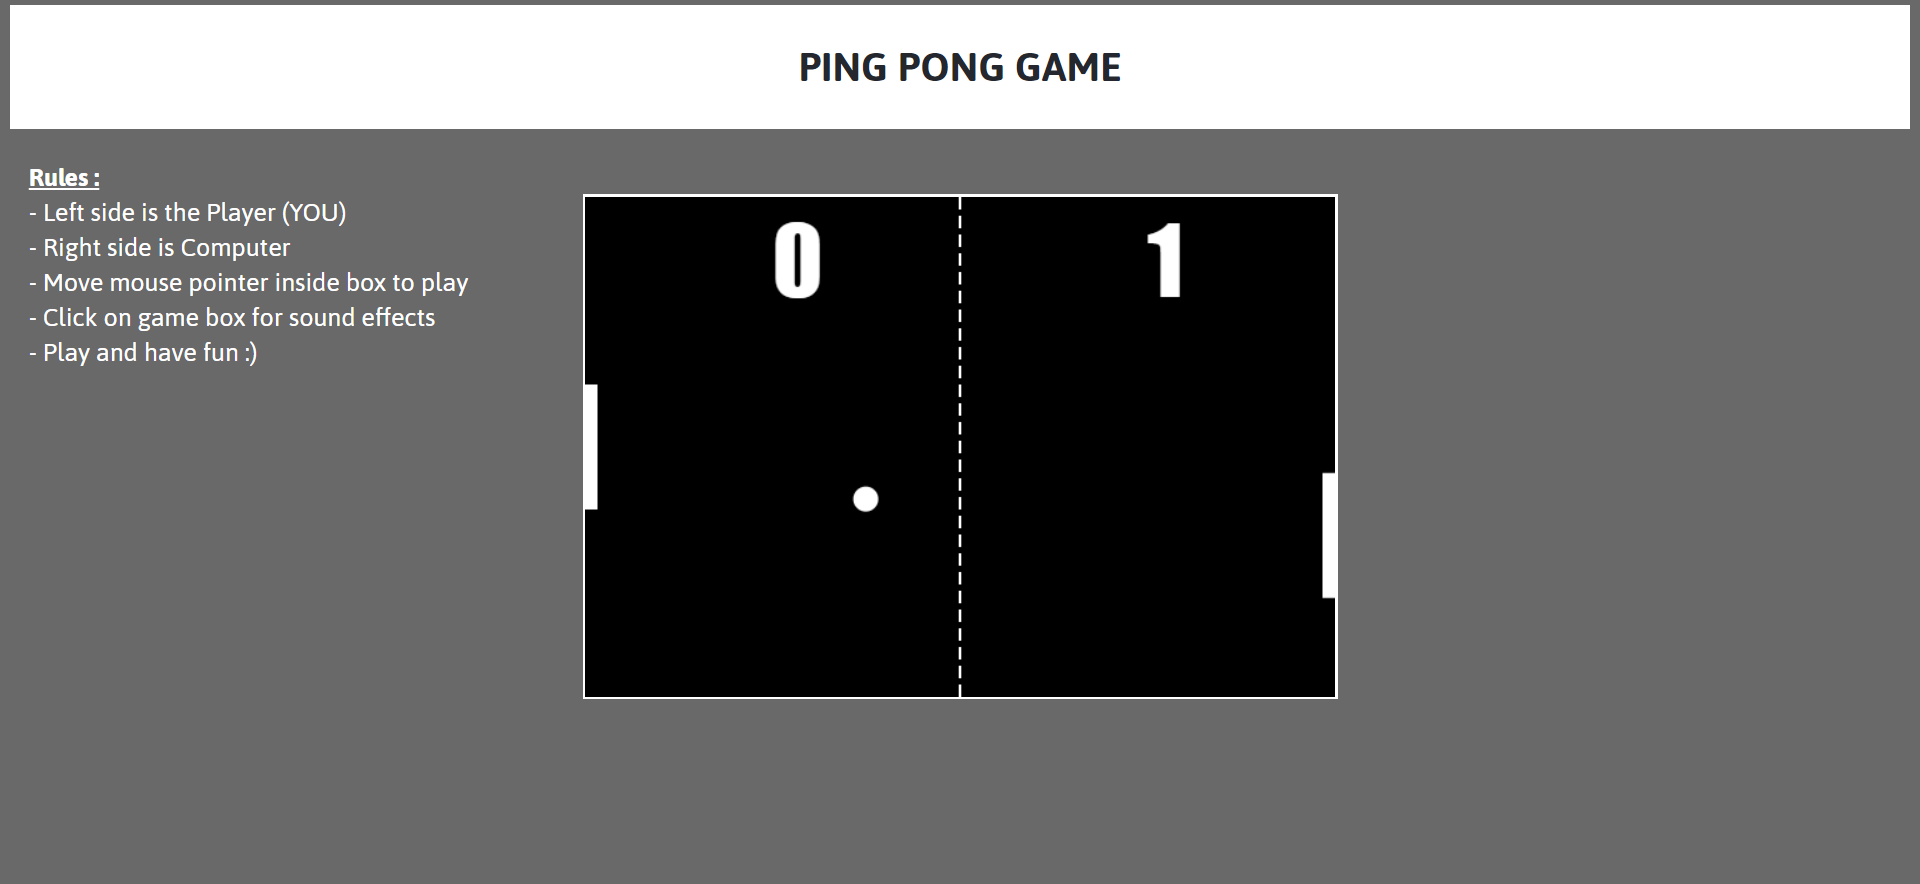 PING PONG GAME
Rules :
- Left side is the Player (YOU)
- Right side is Computer
- Move mouse pointer inside box to play
- Click on game box for sound effects
- Play and have fun :)
0 1